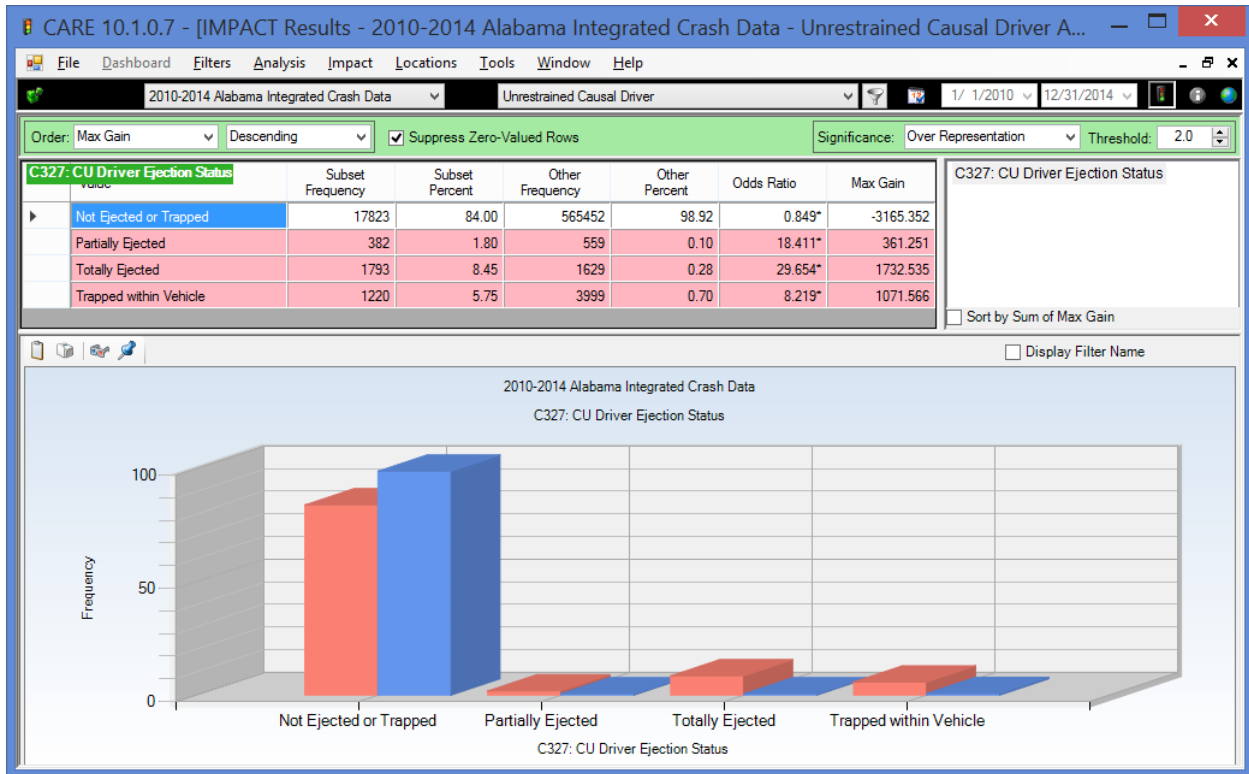 CARE 10.1.0.7 - [IMPACT Results - 2010-2014 Alabama Integrated Crash Data - Unrestrained Causal Driver A...
File Dashboard Filters Analysis Impact Locations Tools Window Help
2010-2014 Alabama Integrated Crash Data Unrestrained Causal Driver 1/ 1/2010 12/31/2014
Order: Max Gain Descending Suppress Zero-Valued Rows Significance: Over Representation Threshold: 2.0
C327: CU Driver Ejection Status Subset Frequency Subset Percent Other Frequency Other Percent Odds Ratio Max Gain C327: CU Driver Ejection Status
Not Ejected or Trapped 17823 84.00 565452 98.92 0.849* -3165.352
Partially Ejected 382 1.80 559 0.10 18.411* 361.251
Totally Ejected 1793 8.45 1629 0.28 29.654* 1732.535
Trapped within Vehicle 1220 5.75 3999 0.70 8.219* 1071.566
Sort by Sum of Max Gain
Display Filter Name
2010-2014 Alabama Integrated Crash Data
C327: CU Driver Ejection Status
100
50
0
Frequency
Not Ejected or Trapped Partially Ejected Totally Ejected Trapped within Vehicle
C327: CU Driver Ejection Status